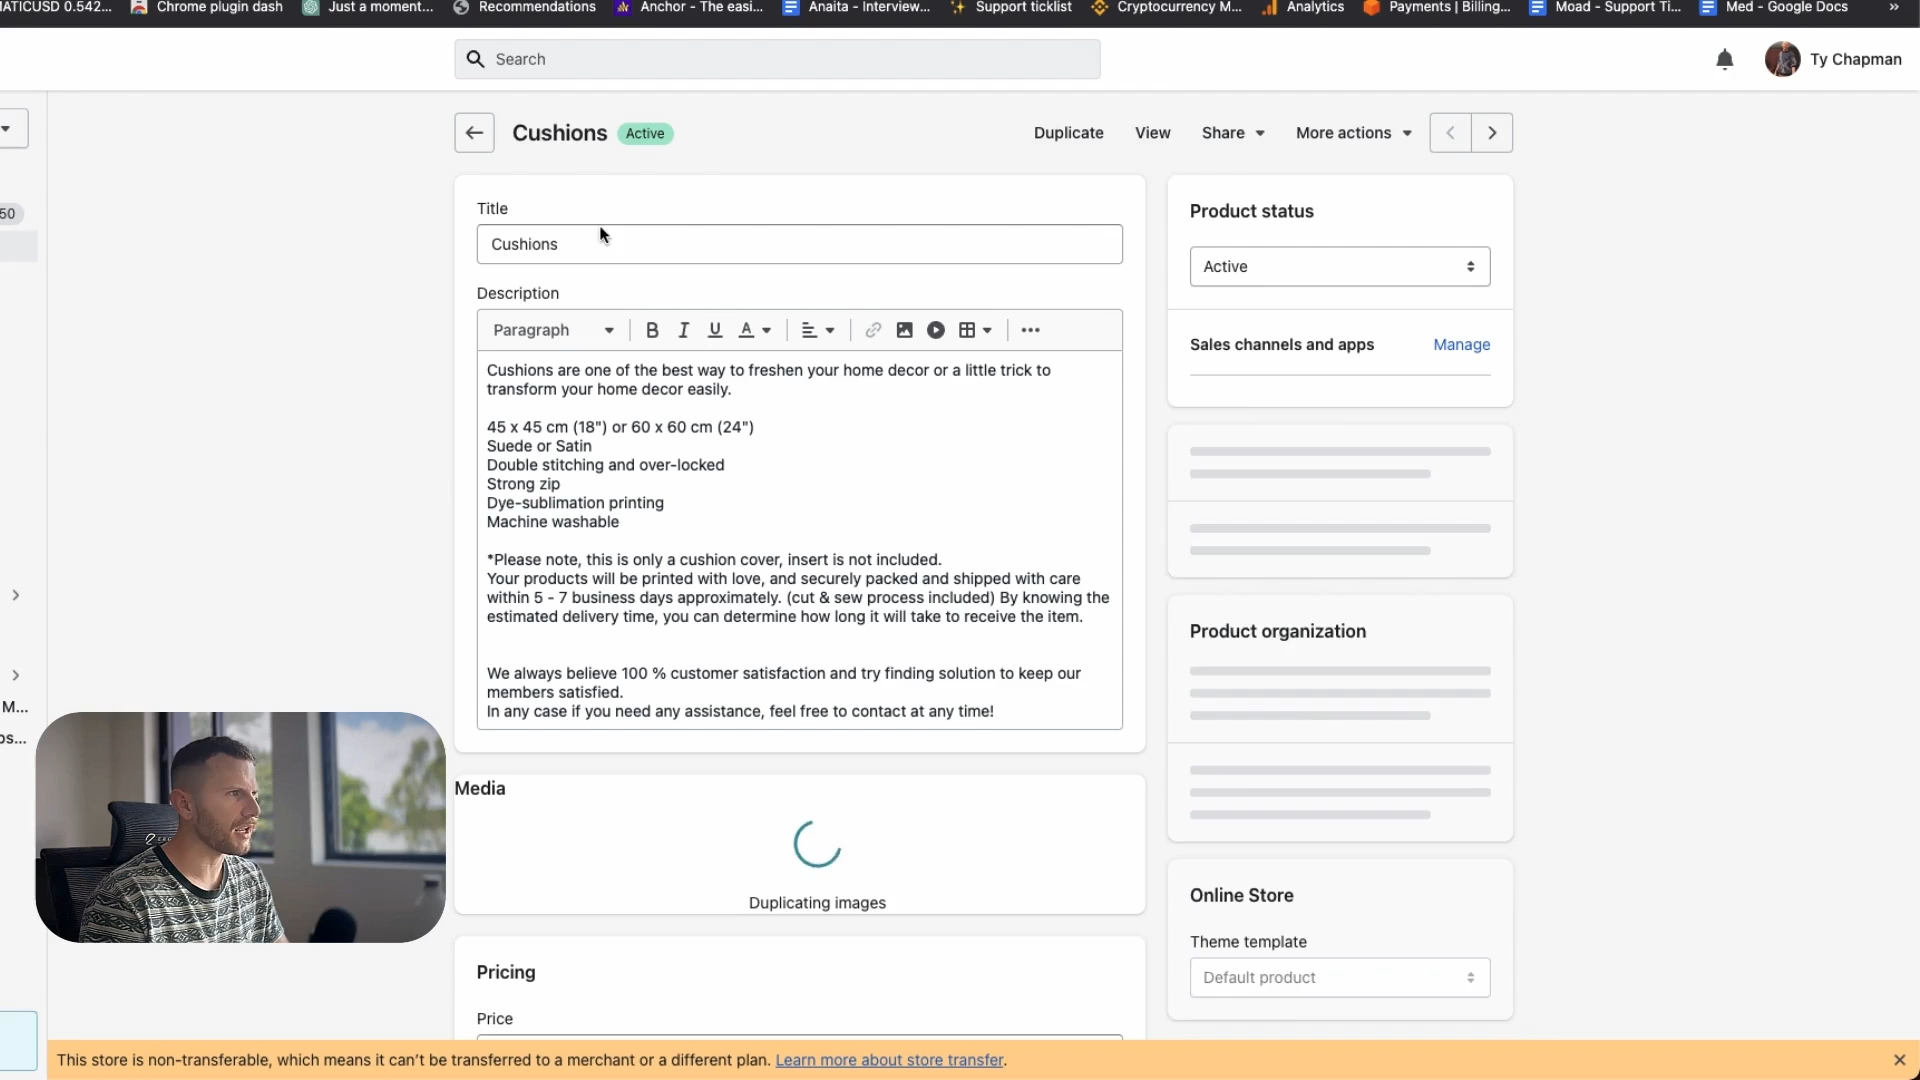 MATICUSD 0.542... Chrome plugin dash Just a moment... Recommendations Anchor - The easi... Anaita - Interview... Support ticklist Cryptocurrency M... Analytics Payments | Billing... Moad - Support Ti... Med - Google Docs »
Search
Ty Chapman
Cushions Active
Duplicate View Share More actions
Title
Cushions
Description
Paragraph B I U A
Cushions are one of the best way to freshen your home decor or a little trick to
transform your home decor easily.
45 x 45 cm (18") or 60 x 60 cm (24")
Suede or Satin
Double stitching and over-locked
Strong zip
Dye-sublimation printing
Machine washable
*Please note, this is only a cushion cover, insert is not included.
Your products will be printed with love, and securely packed and shipped with care
within 5 - 7 business days approximately. (cut & sew process included) By knowing the
estimated delivery time, you can determine how long it will take to receive the item.
We always believe 100 % customer satisfaction and try finding solution to keep our
members satisfied.
In any case if you need any assistance, feel free to contact at any time!
Media
Duplicating images
Pricing
Price
Product status
Active
Sales channels and apps Manage
Product organization
Online Store
Theme template
Default product
50
M...
ps...
This store is non-transferable, which means it can't be transferred to a merchant or a different plan. Learn more about store transfer.